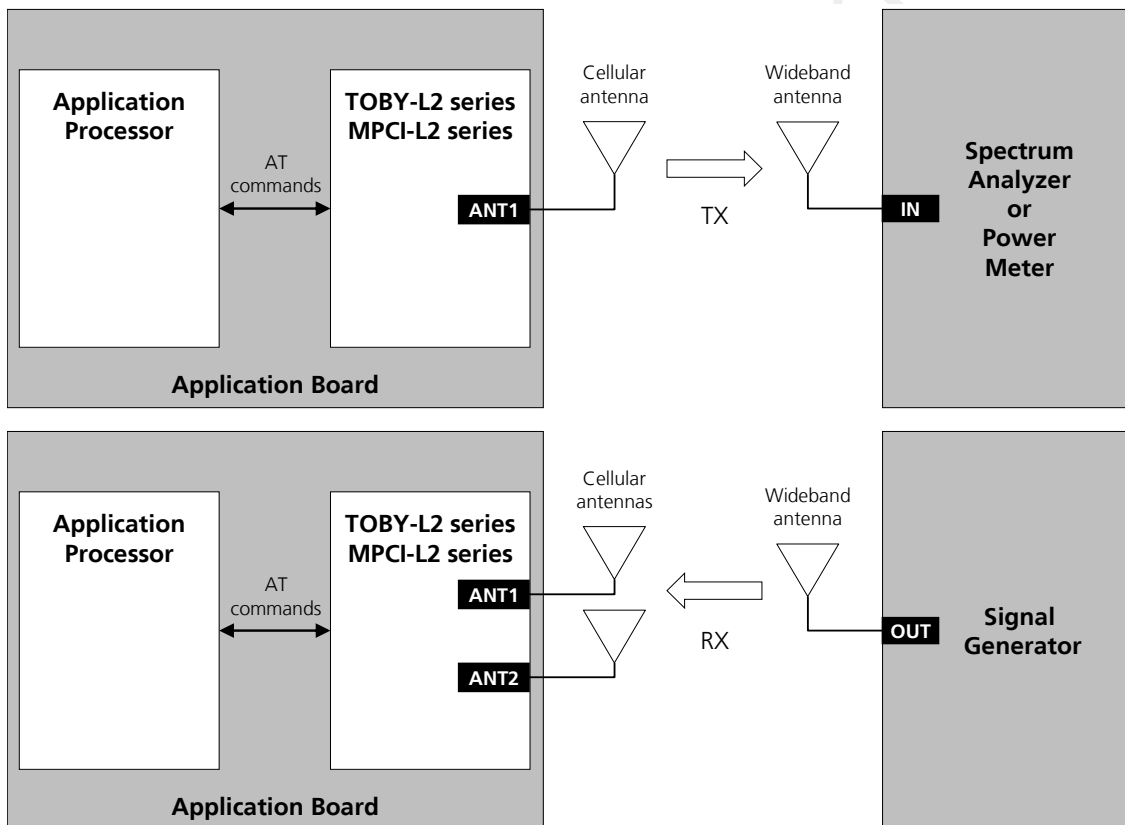 Application
Processor
AT
commands
TOBY-L2 series
MPCI-L2 series
ANT1
Application Board
Cellular
antenna
TX
Wideband
antenna
IN
Spectrum
Analyzer
or
Power
Meter
Application
Processor
AT
commands
TOBY-L2 series
MPCI-L2 series
ANT1
ANT2
Application Board
Cellular
antennas
RX
Wideband
antenna
OUT
Signal
Generator